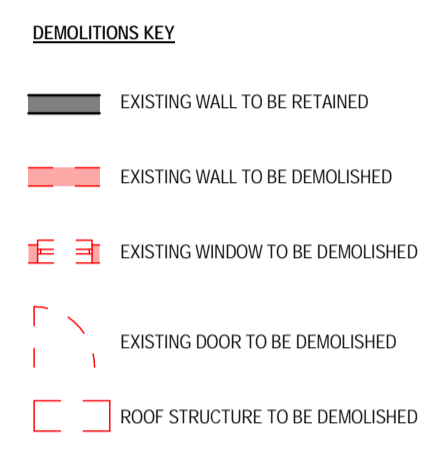 DEMOLITIONS KEY
EXISTING WALL TO BE RETAINED
EXISTING WALL TO BE DEMOLISHED
EXISTING WINDOW TO BE DEMOLISHED
EXISTING DOOR TO BE DEMOLISHED
ROOF STRUCTURE TO BE DEMOLISHED